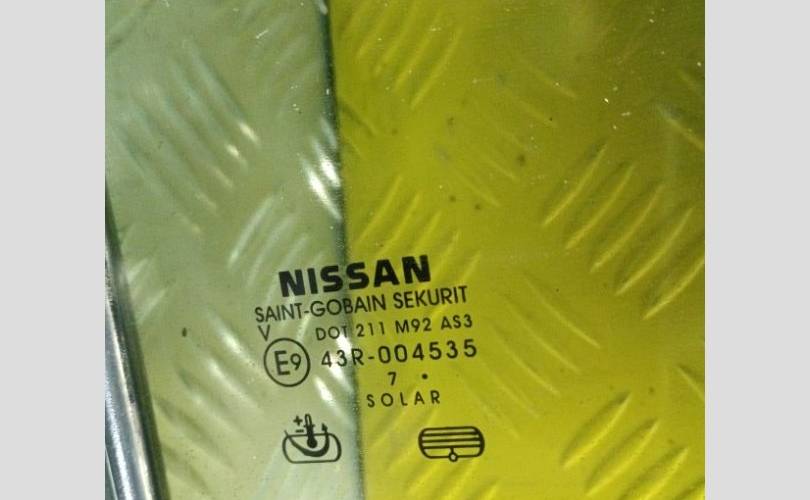 NISSAN
SAINT-GOBAIN SEKURIT
V DOT 211 M92 AS3
E9 43R-004535
7 •
SOLAR
+
−